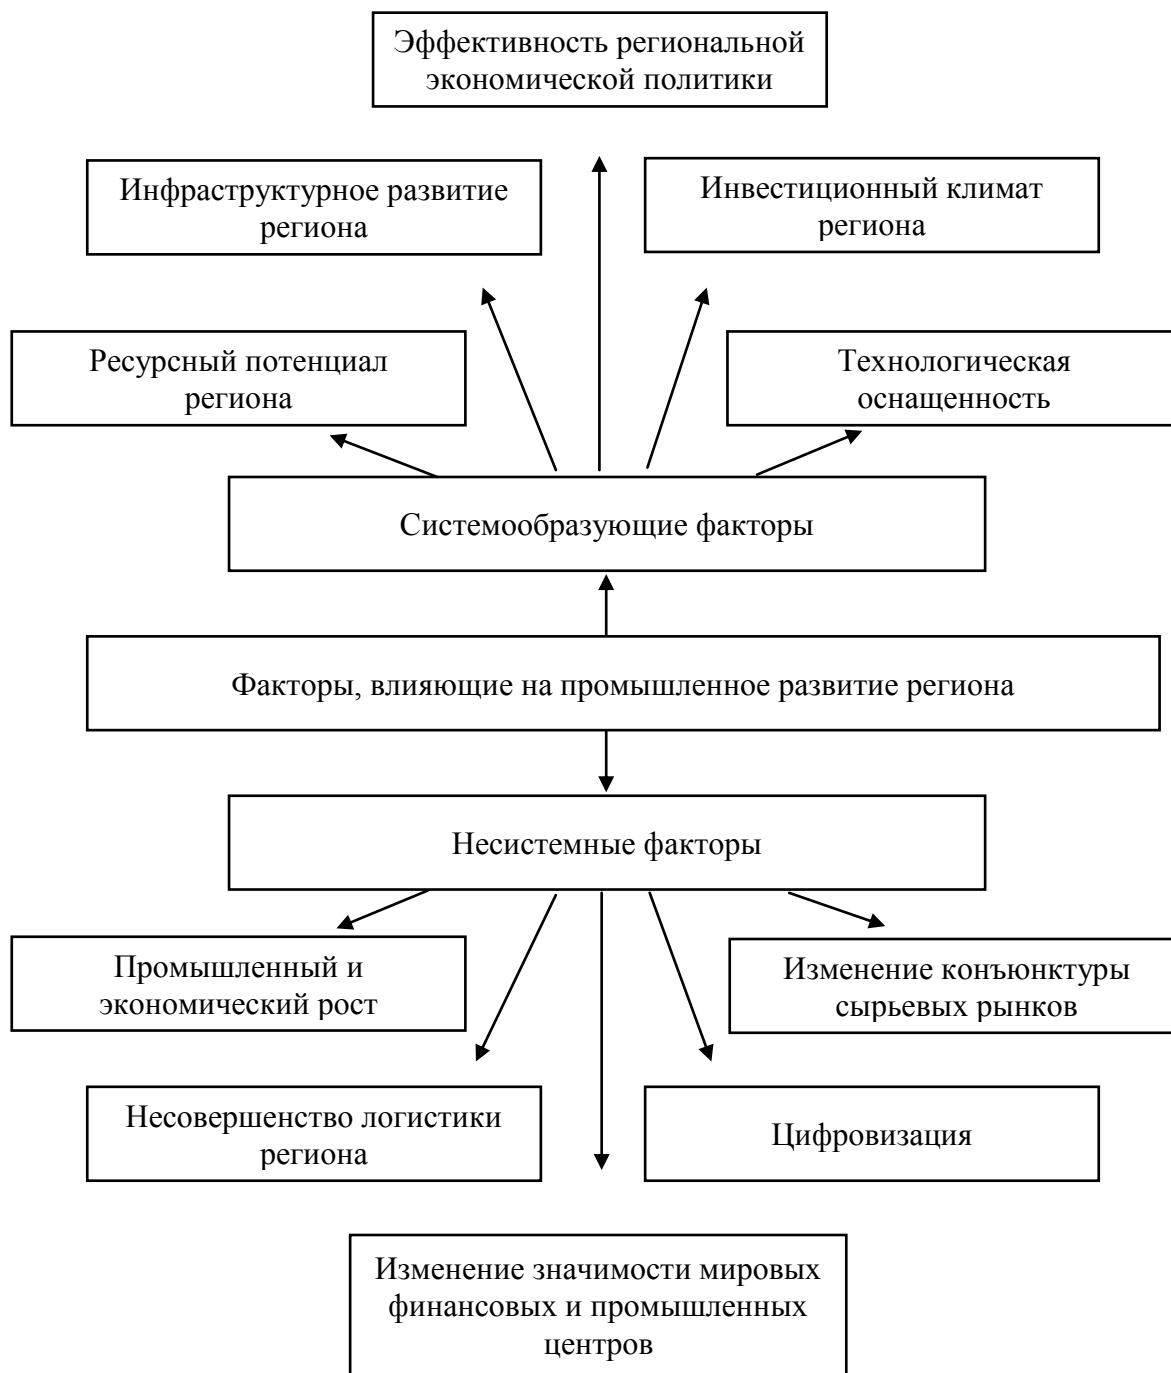 Эффективность региональной
экономической политики
Инфраструктурное развитие
региона
Инвестиционный климат
региона
Ресурсный потенциал
региона
Технологическая
оснащенность
Системообразующие факторы
Факторы, влияющие на промышленное развитие региона
Несистемные факторы
Промышленный и
экономический рост
Изменение конъюнктуры
сырьевых рынков
Несовершенство логистики
региона
Цифровизация
Изменение значимости мировых
финансовых и промышленных
центров